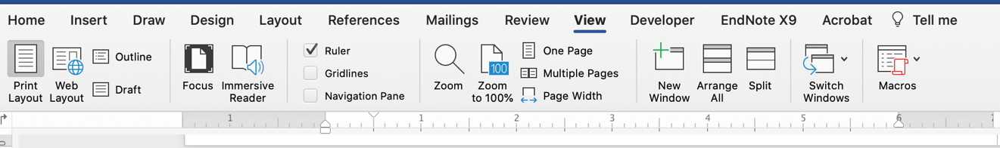 Home Insert Draw Design Layout References Mailings Review View Developer EndNote X9 Acrobat Tell me
Print Layout
Web Layout
Outline
Draft
Focus
Immersive Reader
Ruler
Gridlines
Navigation Pane
Zoom
100
Zoom to 100%
One Page
Multiple Pages
Page Width
New Window
Arrange All
Split
Switch Windows
Macros
1 1 2 3 4 5 6